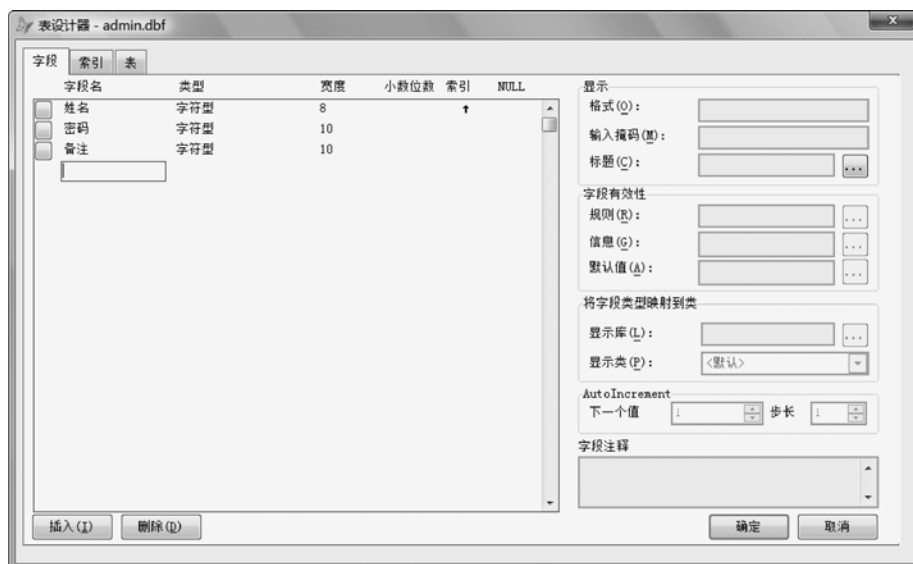 表设计器 - admin.dbf
x
字段 索引 表
字段名 类型 宽度 小数位数 索引 NULL
姓名 字符型 8 ↑
密码 字符型 10
备注 字符型 10
显示
格式(O):
输入掩码(M):
标题(C): ...
字段有效性
规则(R): ...
信息(G): ...
默认值(A): ...
将字段类型映射到类
显示库(L): ...
显示类(P): <默认>
AutoIncrement
下一个值 1 步长 1
字段注释
插入(I) 删除(D) 确定 取消